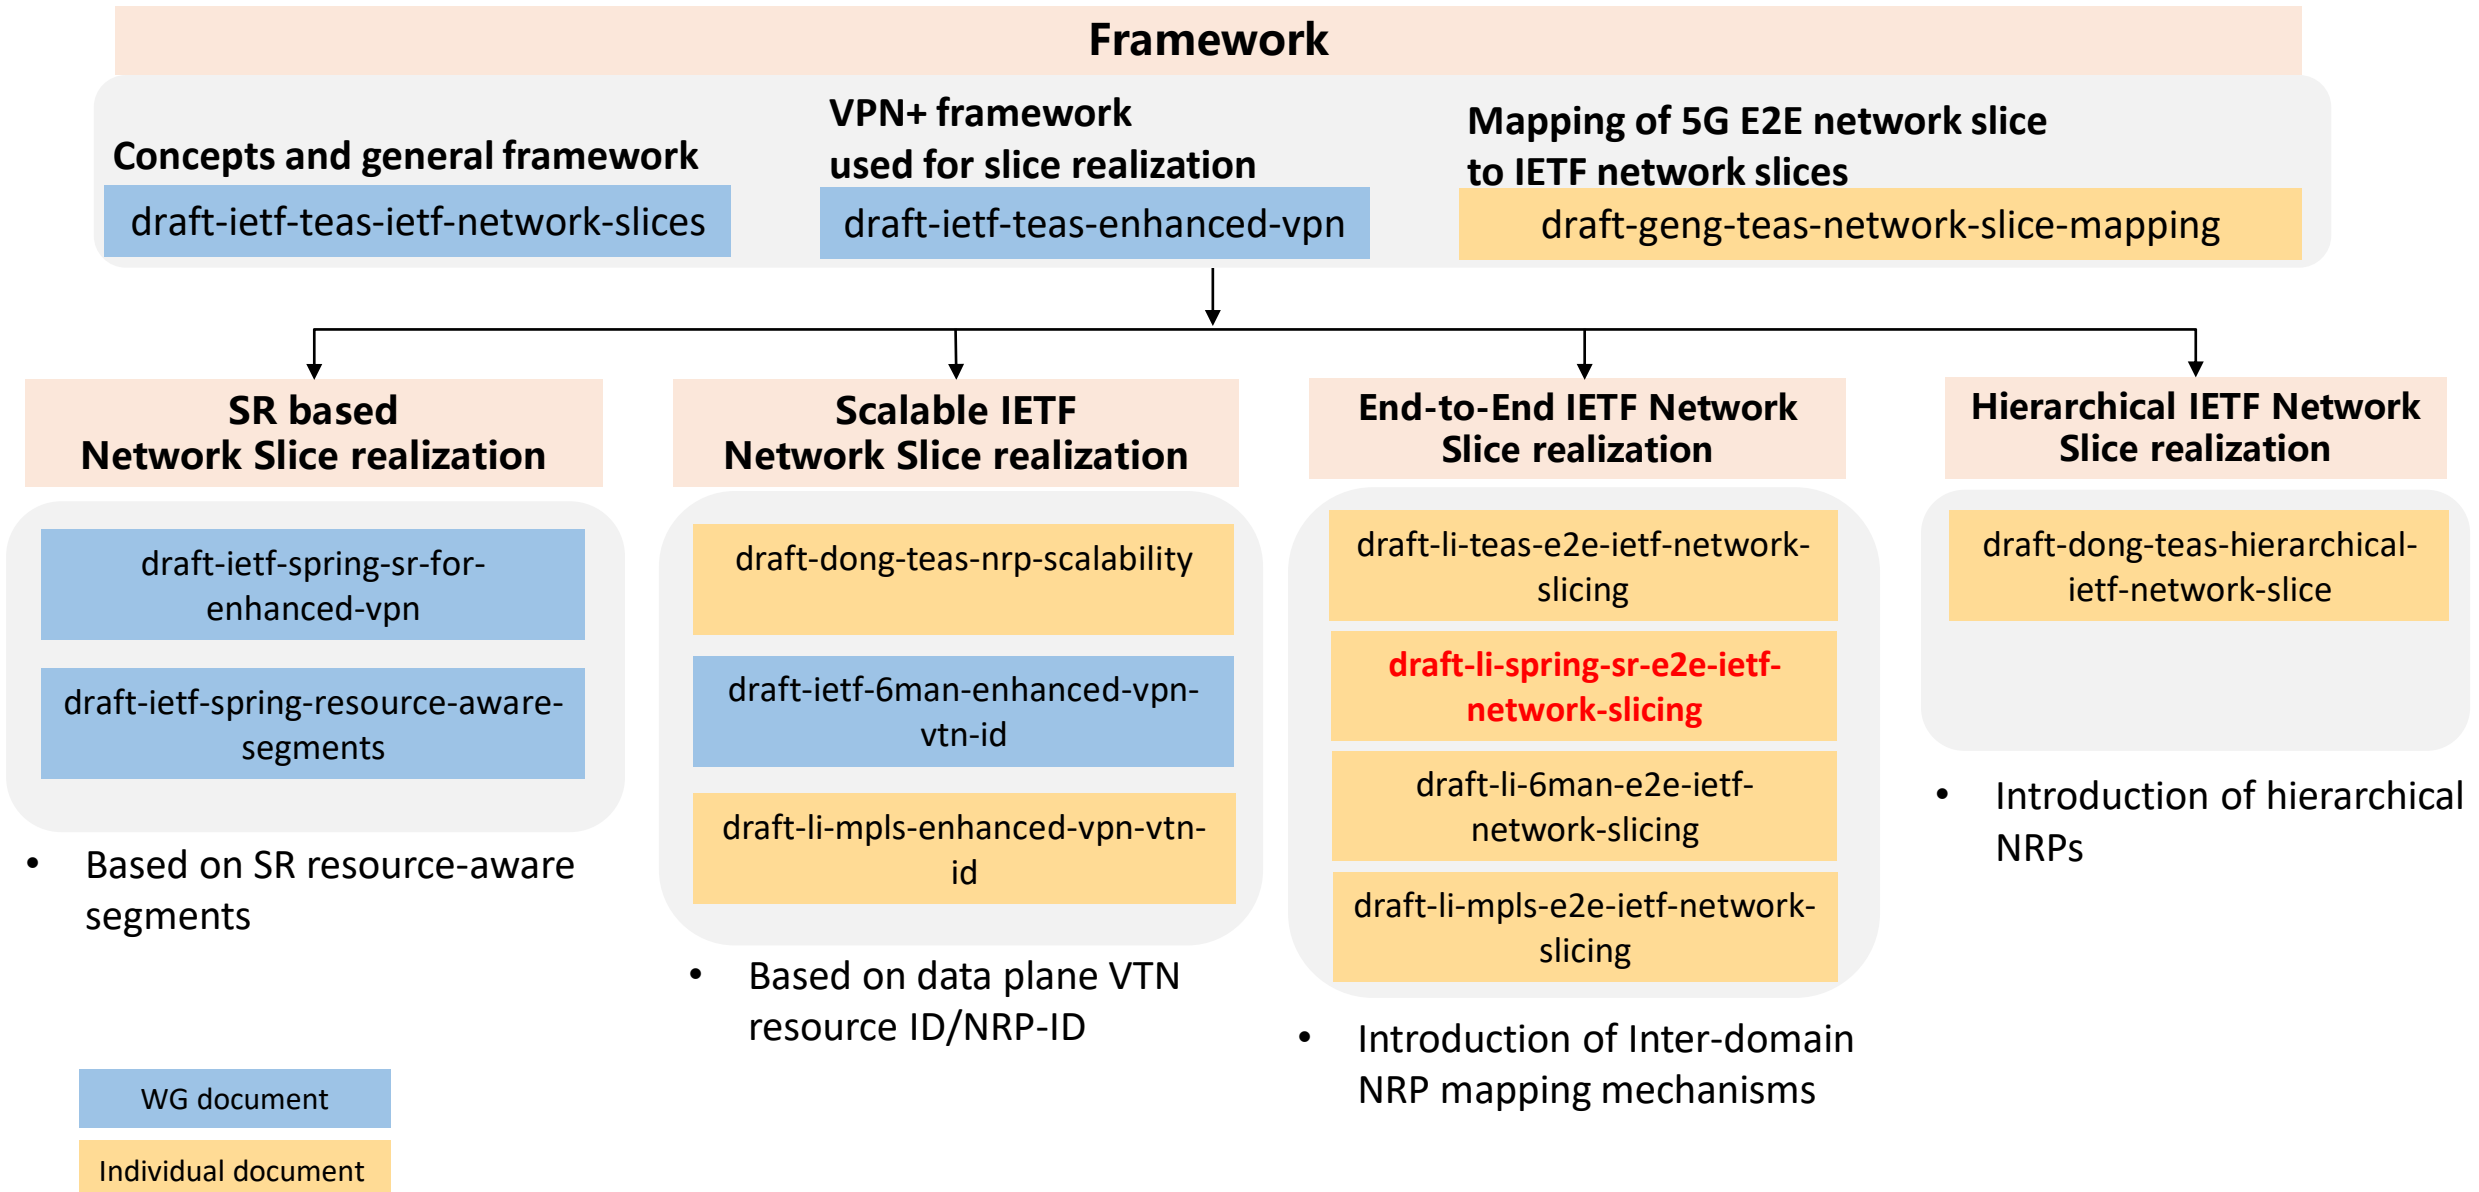 Framework
Concepts and general framework
draft-ietf-teas-ietf-network-slices
VPN+ framework
used for slice realization
draft-ietf-teas-enhanced-vpn
Mapping of 5G E2E network slice
to IETF network slices
draft-geng-teas-network-slice-mapping
SR based
Network Slice realization
draft-ietf-spring-sr-for-
enhanced-vpn
draft-ietf-spring-resource-aware-
segments
• Based on SR resource-aware
segments
Scalable IETF
Network Slice realization
draft-dong-teas-nrp-scalability
draft-ietf-6man-enhanced-vpn-
vtn-id
draft-li-mpls-enhanced-vpn-vtn-
id
• Based on data plane VTN
resource ID/NRP-ID
End-to-End IETF Network
Slice realization
draft-li-teas-e2e-ietf-network-
slicing
draft-li-spring-sr-e2e-ietf-
network-slicing
draft-li-6man-e2e-ietf-
network-slicing
draft-li-mpls-e2e-ietf-network-
slicing
• Introduction of Inter-domain
NRP mapping mechanisms
Hierarchical IETF Network
Slice realization
draft-dong-teas-hierarchical-
ietf-network-slice
• Introduction of hierarchical
NRPs
WG document
Individual document